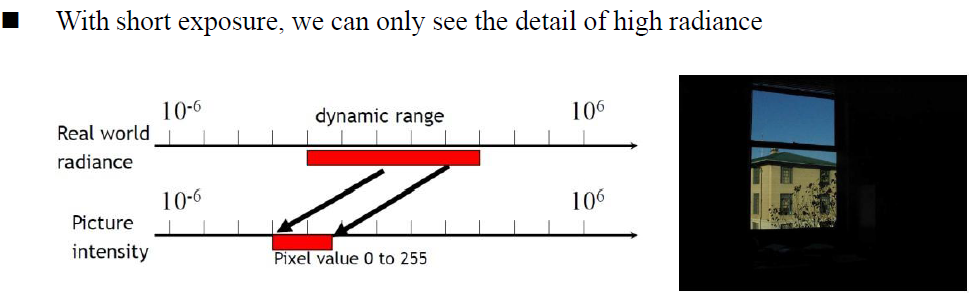 ■ With short exposure, we can only see the detail of high radiance
10⁻⁶ dynamic range 10⁶
Real world
radiance
10⁻⁶ 10⁶
Picture
intensity
Pixel value 0 to 255